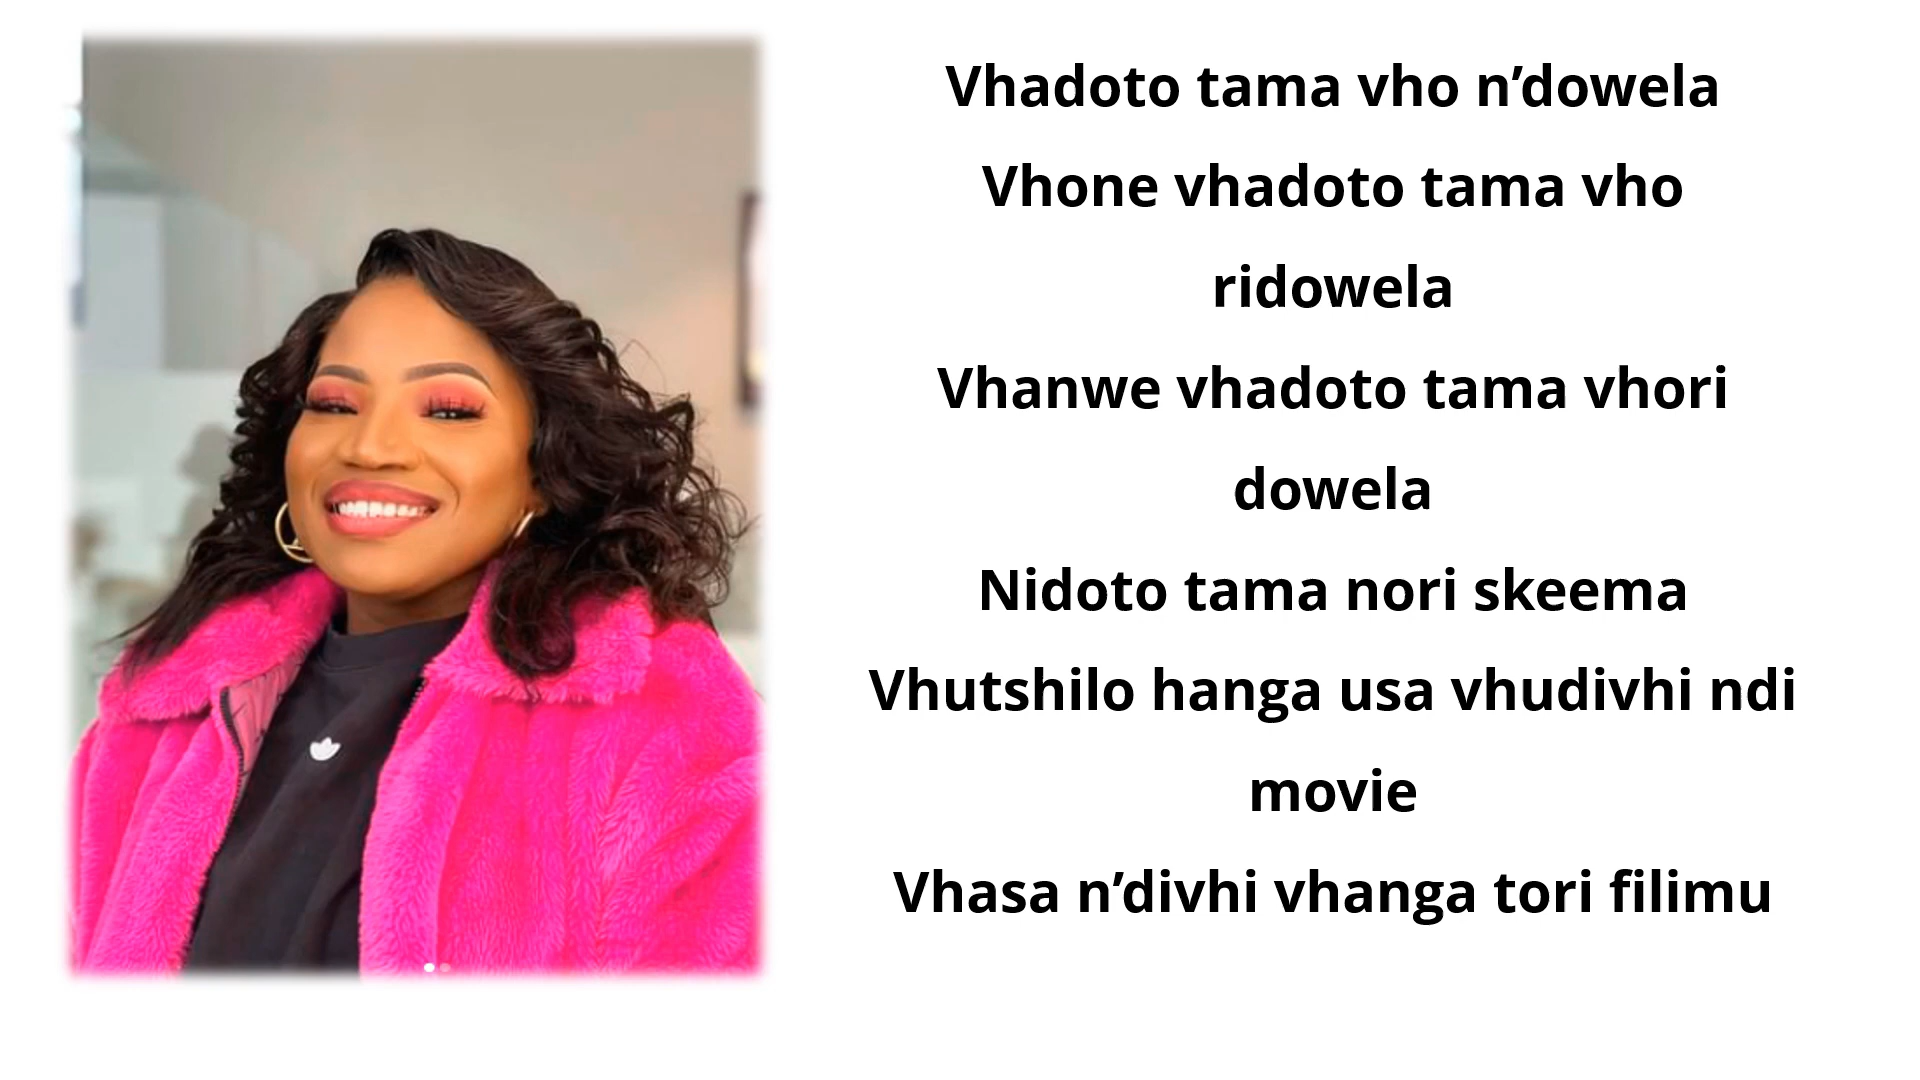 Vhadoto tama vho n’dowela
Vhone vhadoto tama vho
ridowela
Vhanwe vhadoto tama vhori
dowela
Nidoto tama nori skeema
Vhutshilo hanga usa vhudivhi ndi
movie
Vhasa n’divhi vhanga tori filimu